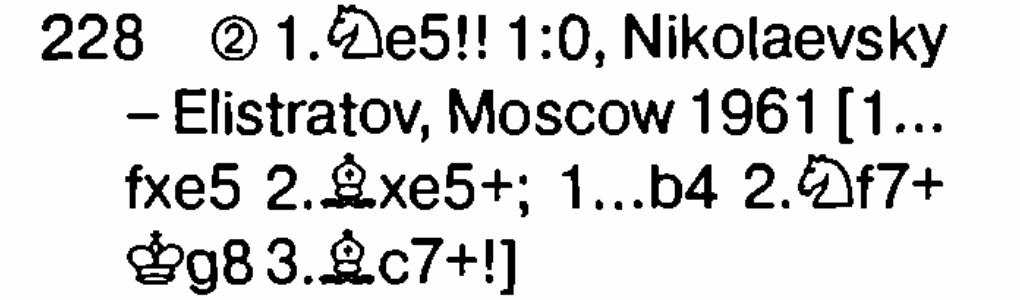 228 ② 1.♘e5!! 1:0, Nikolaevsky
– Elistratov, Moscow 1961 [1...
fxe5 2.♗xe5+; 1...b4 2.♘f7+
♔g8 3.♗c7+!]